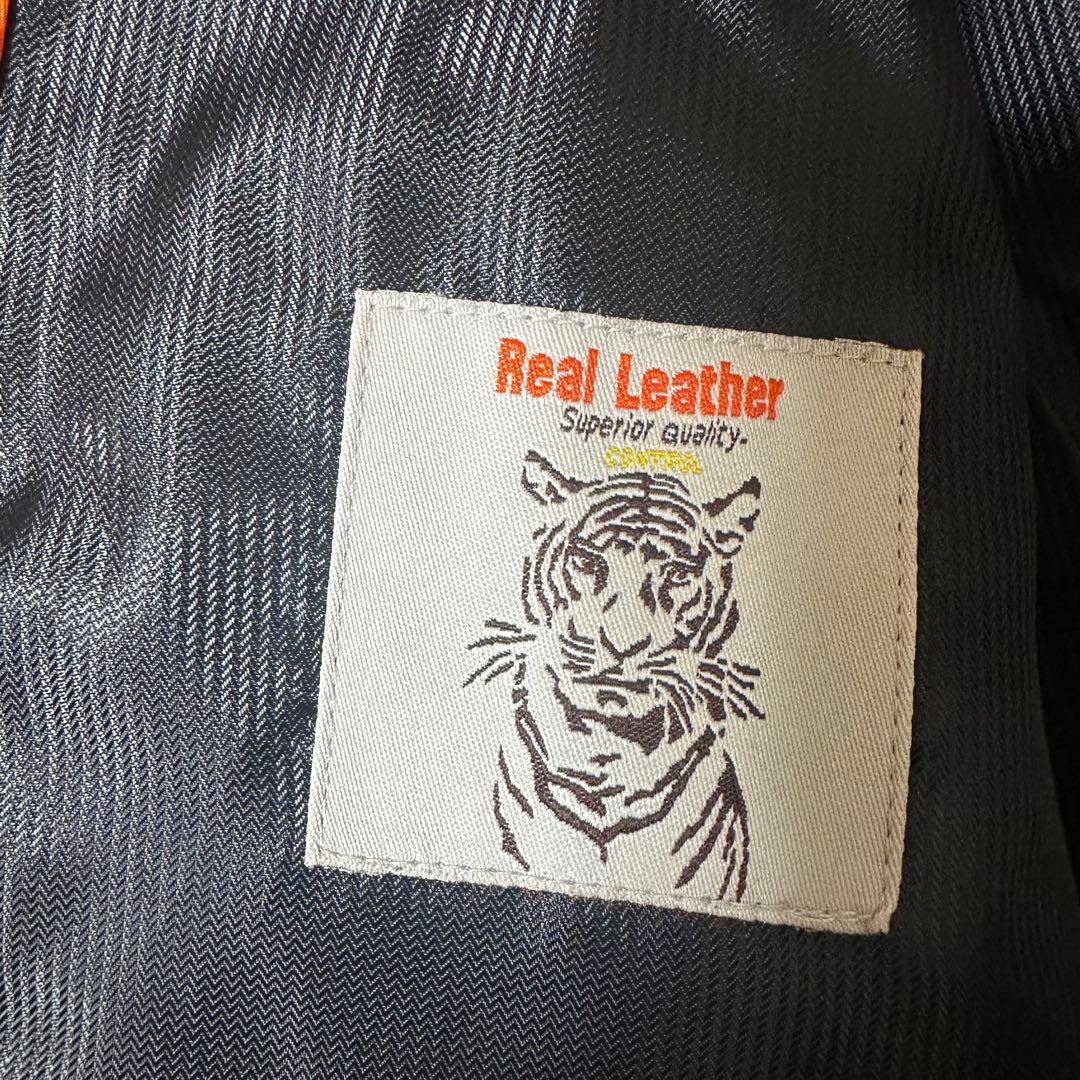 Real Leather
Superior Quality-
CONTROL